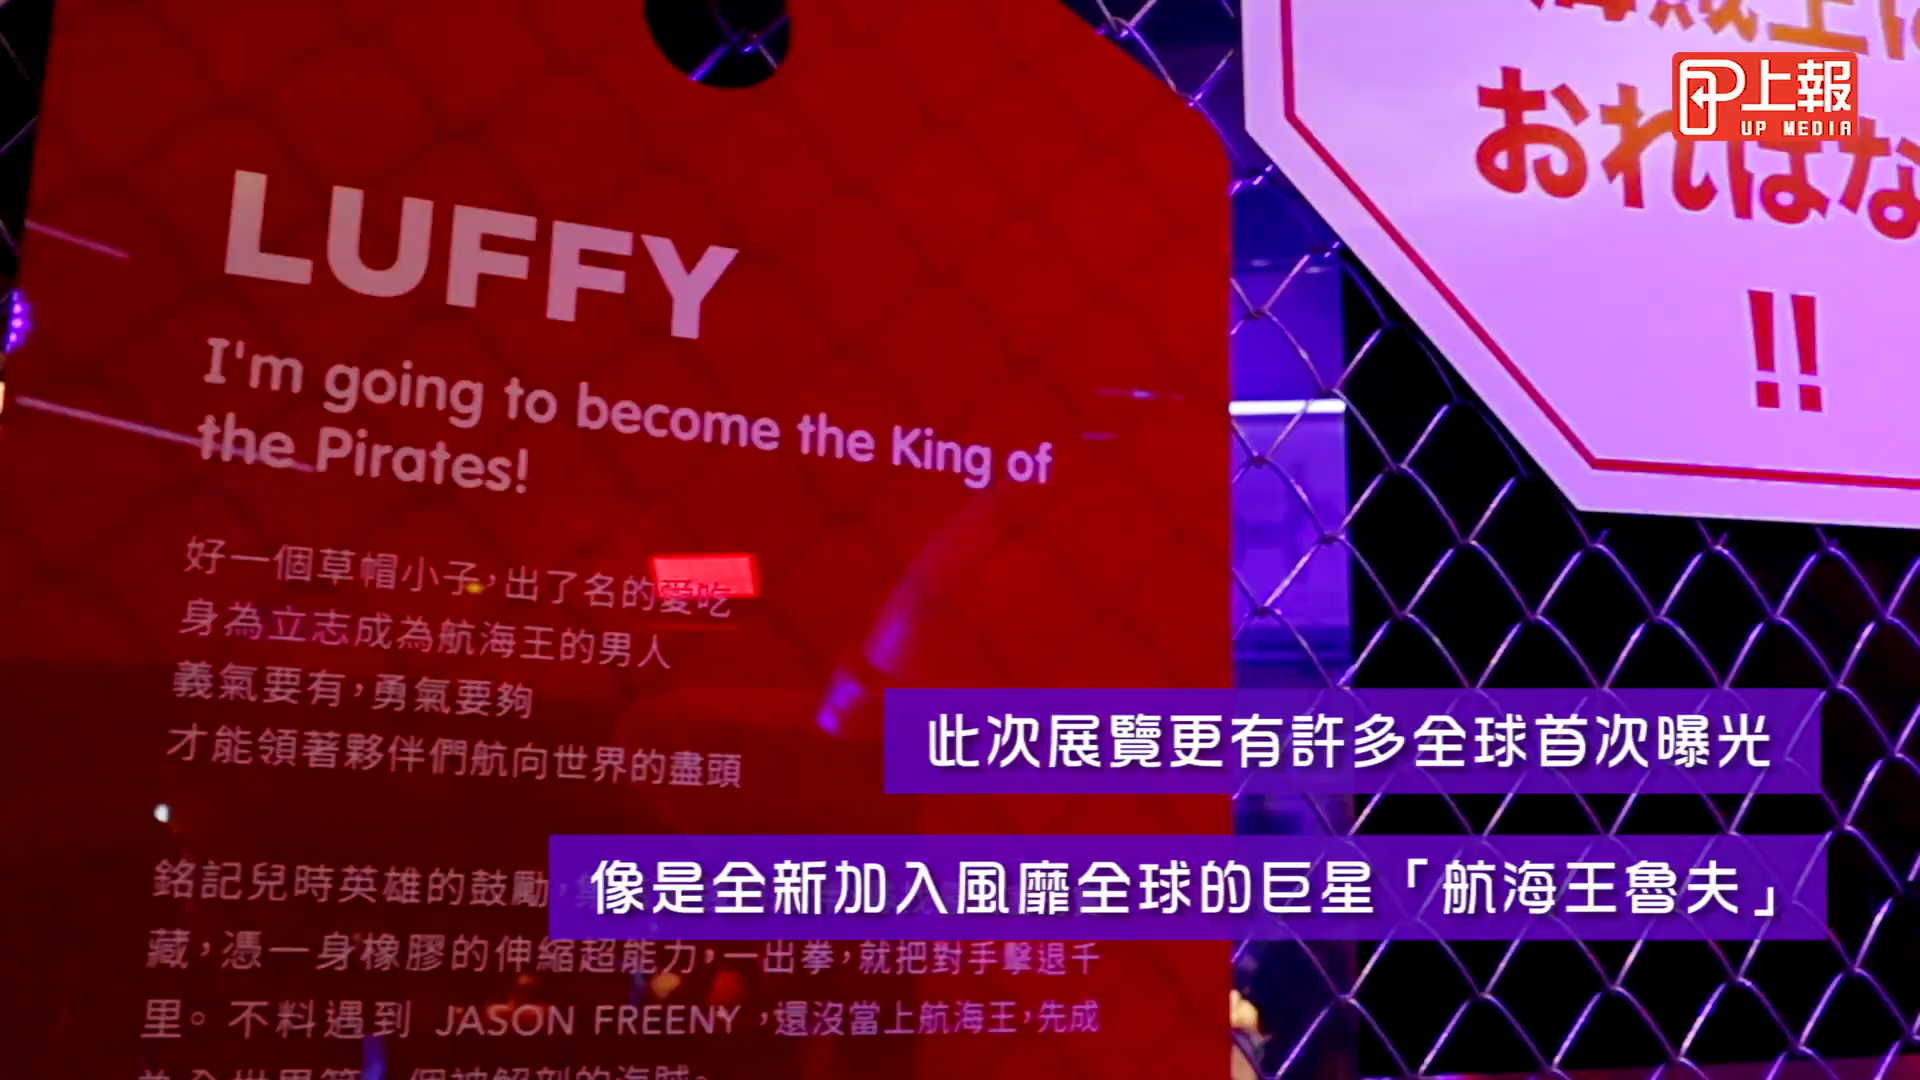 上報
UP MEDIA
おれはな
!!
LUFFY
I'm going to become the King of
the Pirates!
好一個草帽小子，出了名的愛吃
身為立志成為航海王的男人
義氣要有，勇氣要夠
才能領著夥伴們航向世界的盡頭
此次展覽更有許多全球首次曝光
像是全新加入風靡全球的巨星「航海王魯夫」
銘記兒時英雄的鼓勵，
藏，憑一身橡膠的伸縮超能力，一出拳，就把對手擊退千
里。不料遇到 JASON FREENY，還沒當上航海王，先成